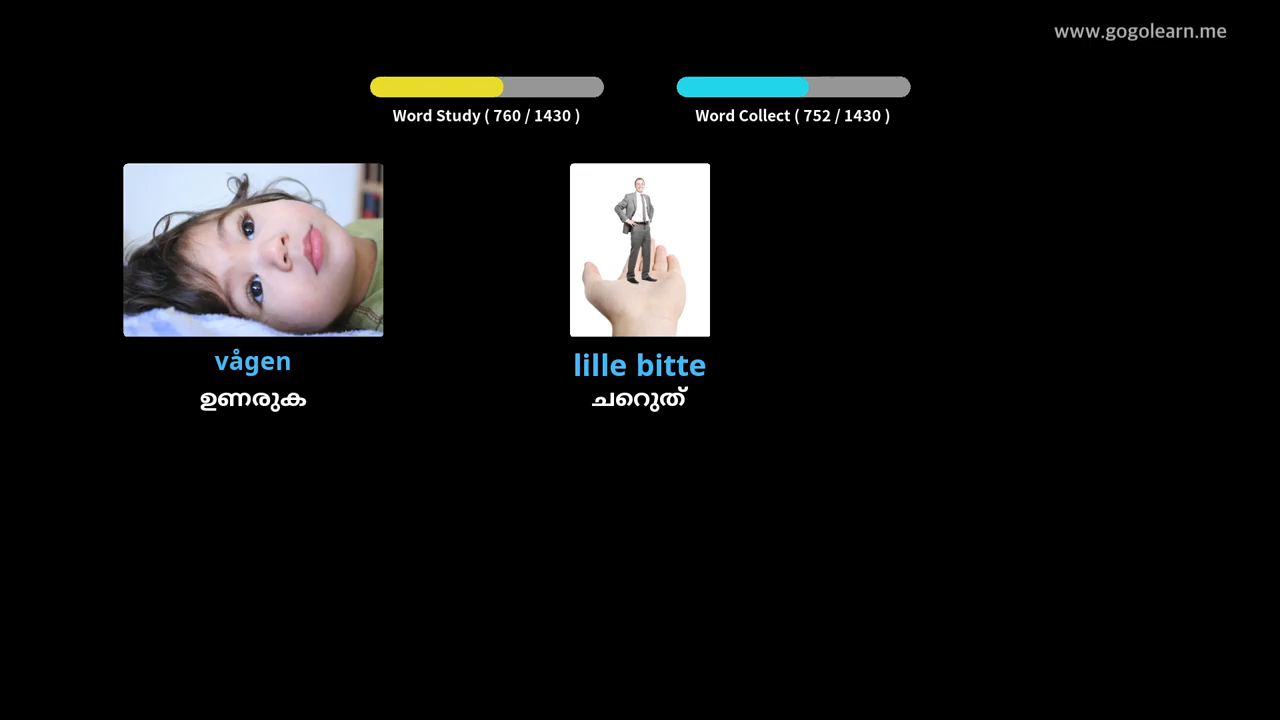 www.gogolearn.me
Word Study ( 760 / 1430 )
Word Collect ( 752 / 1430 )
vågen
ഉണരുക
lille bitte
ചെറുത്